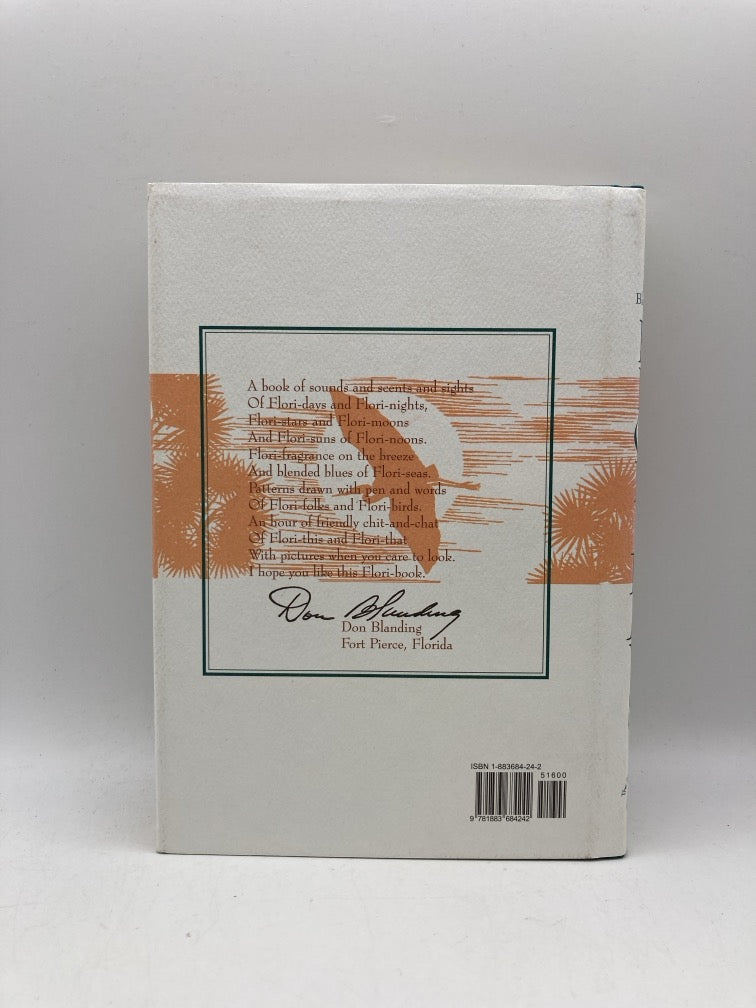 A book of sounds and scents and sights
Of Flori-days and Flori-nights,
Flori-stars and Flori-moons
And Flori-suns of Flori-noons.
Flori-fragrance on the breeze
And blended blues of Flori-seas.
Patterns drawn with pen and words
Of Flori-folks and Flori-birds.
An hour of friendly chit-and-chat
Of Flori-this and Flori-that
With pictures when you care to look.
I hope you like this Flori-book.
Don Blanding
Don Blanding
Fort Pierce, Florida
ISBN 1-883684-24-2
51600
9 781883 684242